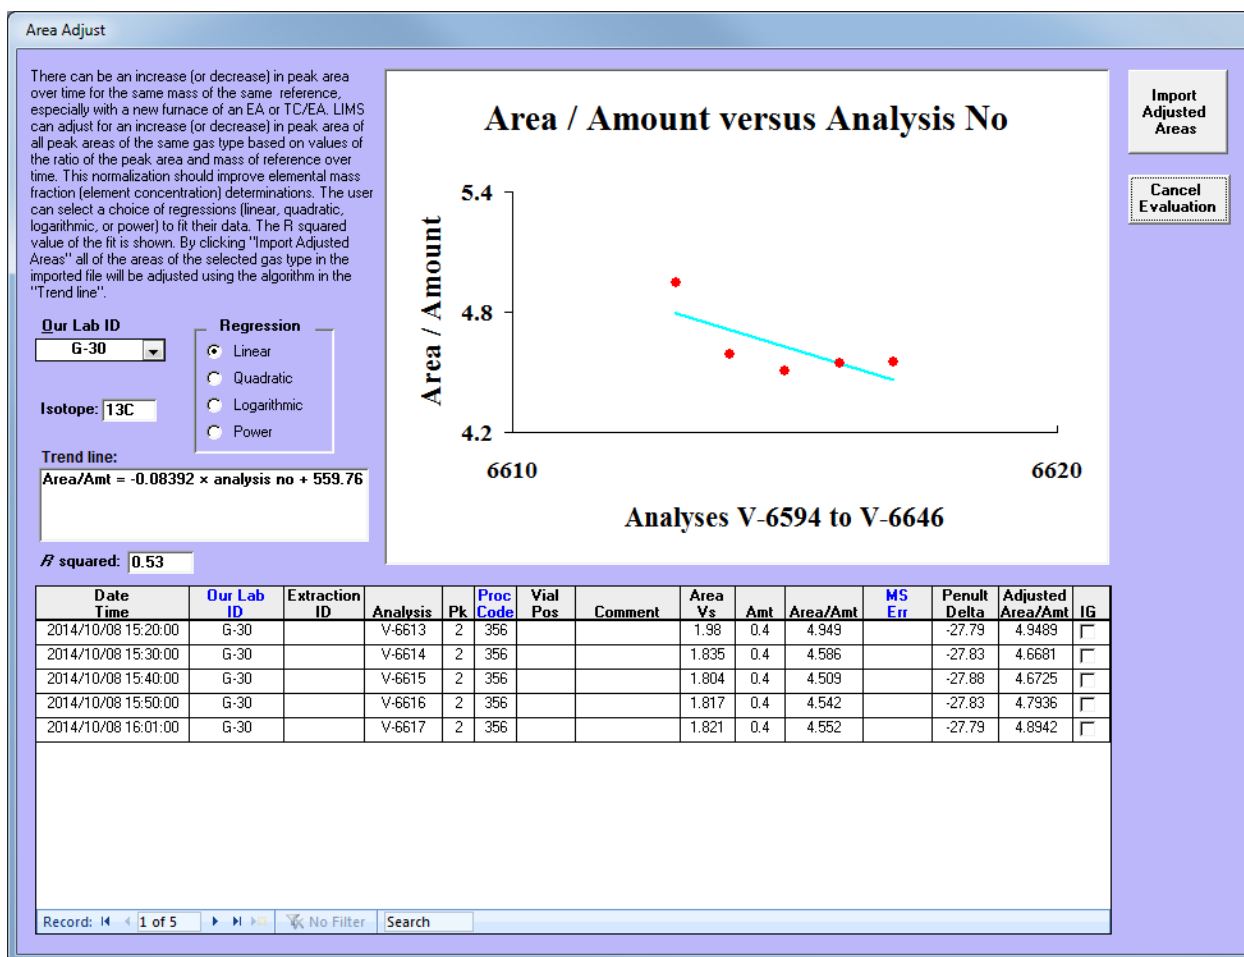 Area Adjust
There can be an increase (or decrease) in peak area
over time for the same mass of the same reference,
especially with a new furnace of an EA or TC/EA. LIMS
can adjust for an increase (or decrease) in peak area of
all peak areas of the same gas type based on values of
the ratio of the peak area and mass of reference over
time. This normalization should improve elemental mass
fraction (element concentration) determinations. The user
can select a choice of regressions (linear, quadratic,
logarithmic, or power) to fit their data. The R squared
value of the fit is shown. By clicking "Import Adjusted
Areas" all of the areas of the selected gas type in the
imported file will be adjusted using the algorithm in the
"Trend line".
Our Lab ID
G-30
Regression
Linear
Quadratic
Logarithmic
Power
Isotope: 13C
Trend line:
Area/Amt = -0.08392 × analysis no + 559.76
R squared: 0.53
Area / Amount versus Analysis No
Area / Amount
5.4
4.8
4.2
6610 6620
Analyses V-6594 to V-6646
Import
Adjusted
Areas
Cancel
Evaluation
Date Our Lab Extraction Proc Vial Area MS Penult Adjusted
Time ID ID Analysis Pk Code Pos Comment Vs Amt Area/Amt Err Delta Area/Amt IG
2014/10/08 15:20:00 G-30 V-6613 2 356 1.98 0.4 4.949 -27.79 4.9489
2014/10/08 15:30:00 G-30 V-6614 2 356 1.835 0.4 4.586 -27.83 4.6681
2014/10/08 15:40:00 G-30 V-6615 2 356 1.804 0.4 4.509 -27.88 4.6725
2014/10/08 15:50:00 G-30 V-6616 2 356 1.817 0.4 4.542 -27.83 4.7936
2014/10/08 16:01:00 G-30 V-6617 2 356 1.821 0.4 4.552 -27.79 4.8942
Record: 1 of 5 No Filter Search